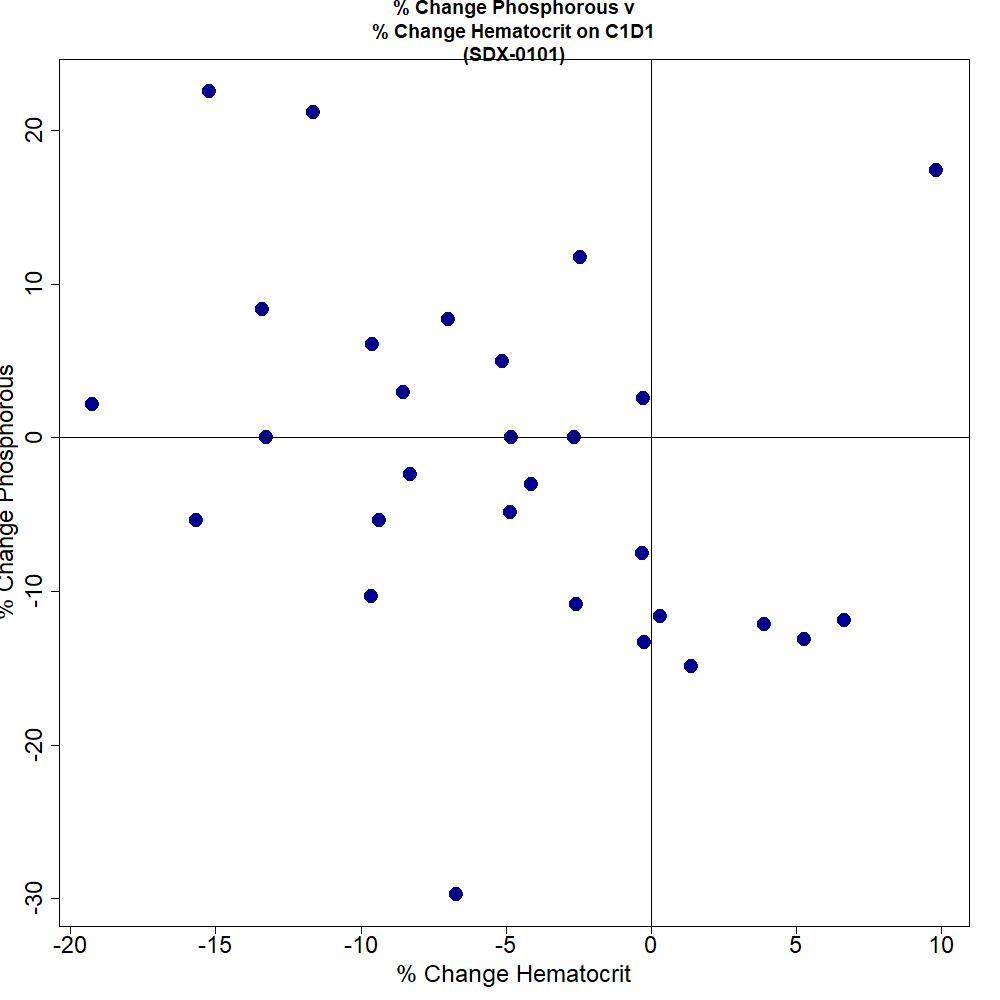 % Change Phosphorous v
% Change Hematocrit on C1D1
(SDX-0101)
20
10
0
-10
-20
-30
% Change Phosphorous
-20 -15 -10 -5 0 5 10
% Change Hematocrit